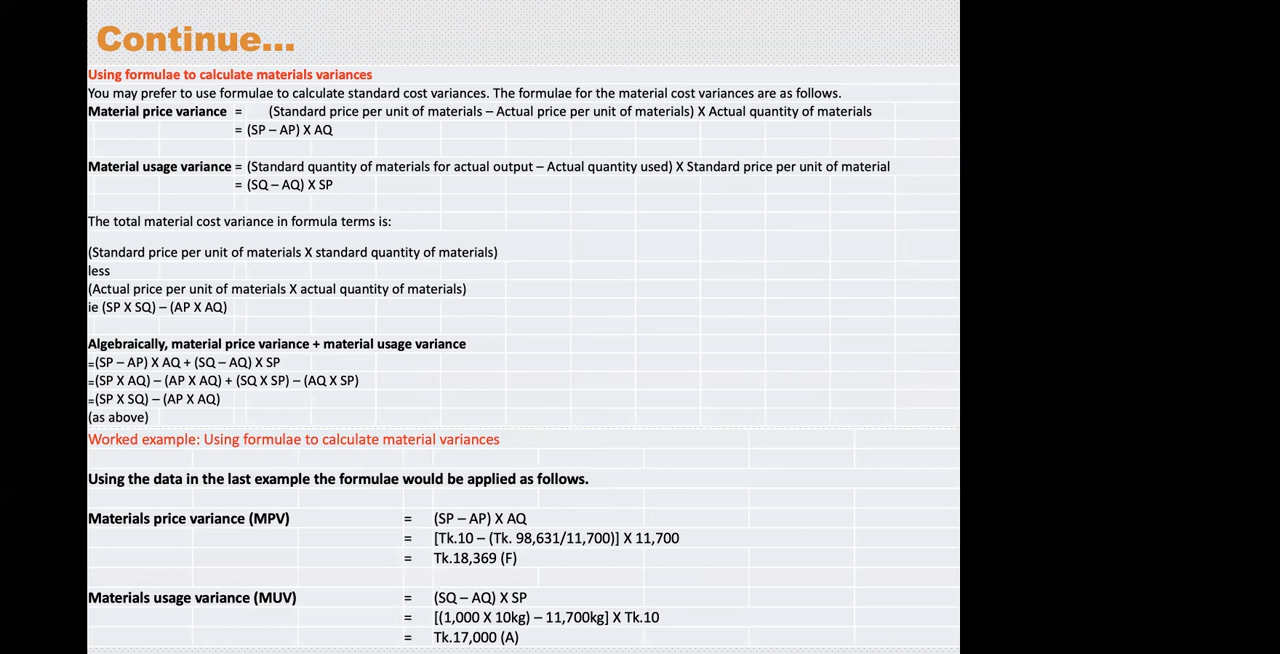 Continue...
Using formulae to calculate materials variances
You may prefer to use formulae to calculate standard cost variances. The formulae for the material cost variances are as follows.
Material price variance = (Standard price per unit of materials – Actual price per unit of materials) X Actual quantity of materials
= (SP – AP) X AQ
Material usage variance = (Standard quantity of materials for actual output – Actual quantity used) X Standard price per unit of material
= (SQ – AQ) X SP
The total material cost variance in formula terms is:
(Standard price per unit of materials X standard quantity of materials)
less
(Actual price per unit of materials X actual quantity of materials)
ie (SP X SQ) – (AP X AQ)
Algebraically, material price variance + material usage variance
=(SP – AP) X AQ + (SQ – AQ) X SP
=(SP X AQ) – (AP X AQ) + (SQ X SP) – (AQ X SP)
=(SP X SQ) – (AP X AQ)
(as above)
Worked example: Using formulae to calculate material variances
Using the data in the last example the formulae would be applied as follows.
Materials price variance (MPV) = (SP – AP) X AQ
= [Tk.10 – (Tk. 98,631/11,700)] X 11,700
= Tk.18,369 (F)
Materials usage variance (MUV) = (SQ – AQ) X SP
= [(1,000 X 10kg) – 11,700kg] X Tk.10
= Tk.17,000 (A)